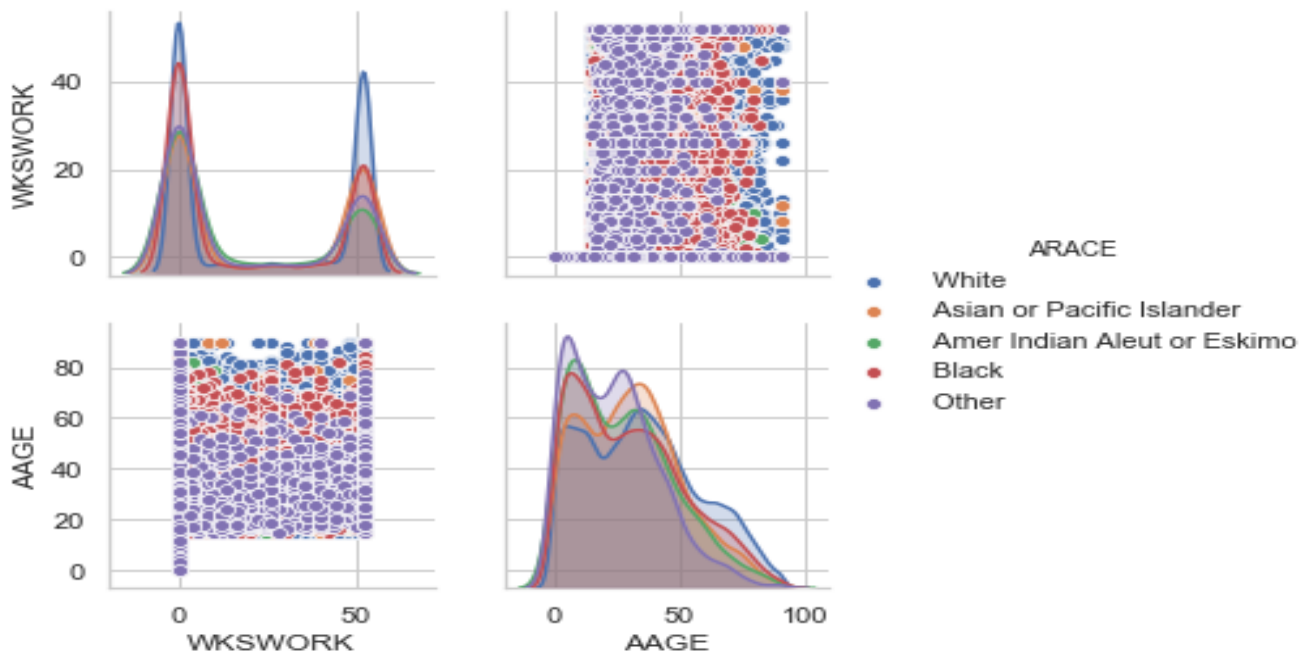 WKSWORK
40
20
0
ARACE
White
Asian or Pacific Islander
Amer Indian Aleut or Eskimo
Black
Other
AAGE
80
60
40
20
0
0 50
WKSWORK
0 50 100
AAGE